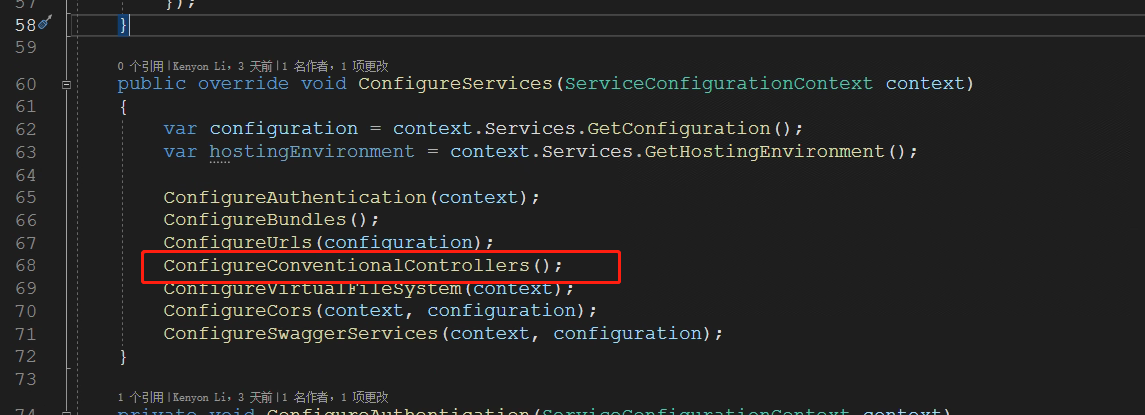 57 });
58 }
59
0 个引用|Kenyon Li，3 天前|1 名作者，1 项更改
60 public override void ConfigureServices(ServiceConfigurationContext context)
61 {
62 var configuration = context.Services.GetConfiguration();
63 var hostingEnvironment = context.Services.GetHostingEnvironment();
64
65 ConfigureAuthentication(context);
66 ConfigureBundles();
67 ConfigureUrls(configuration);
68 ConfigureConventionalControllers();
69 ConfigureVirtualFileSystem(context);
70 ConfigureCors(context, configuration);
71 ConfigureSwaggerServices(context, configuration);
72 }
73
1 个引用|Kenyon Li，3 天前|1 名作者，1 项更改
74 private void ConfigureAuthentication(ServiceConfigurationContext context)